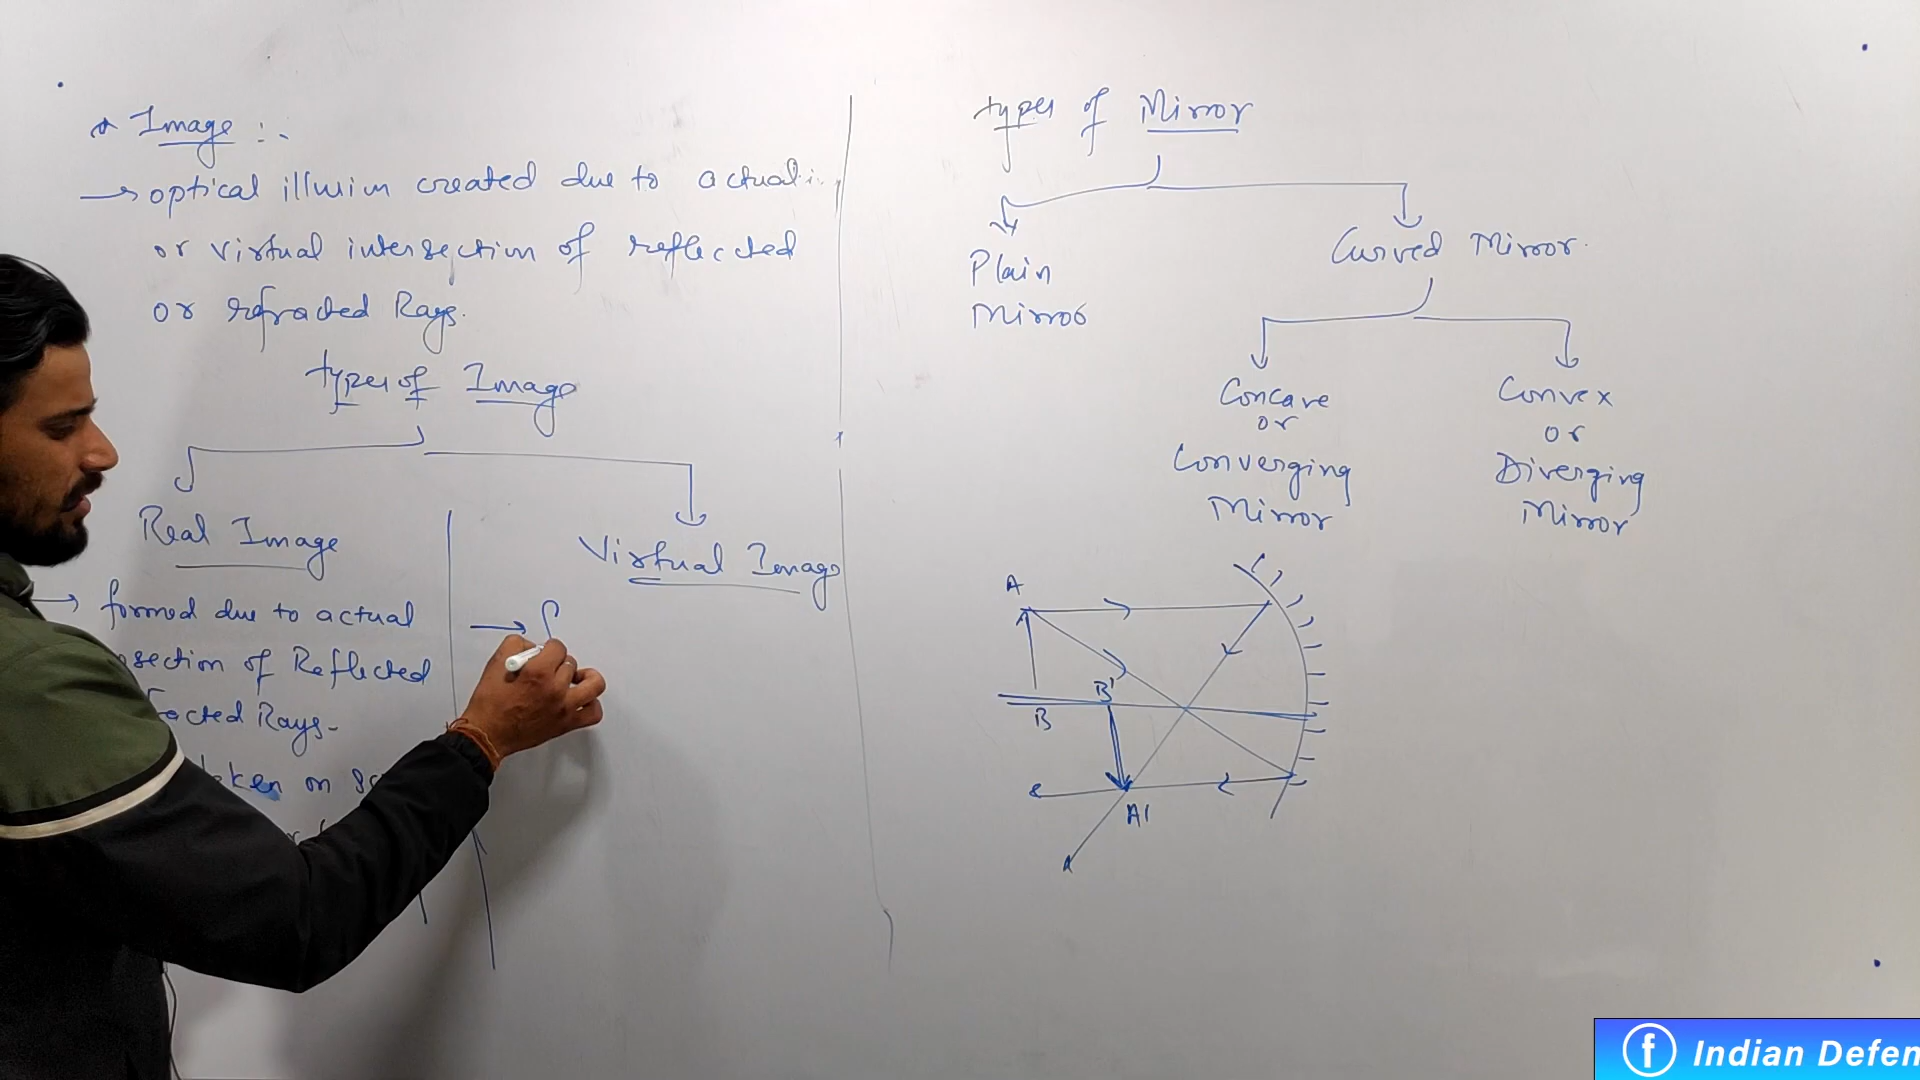 Image :-
→ optical illusion created due to actual
or virtual intersection of reflected
or refracted Rays.
types of Image
Real Image
→ formed due to actual
section of Reflected
racted Rays-
taken on
Virtual Image
→
types of Mirror
Plain
Mirror
Curved Mirror
Concave
or
Converging
Mirror
Convex
or
Diverging
Mirror
A
B
B'
A'
f Indian Defen